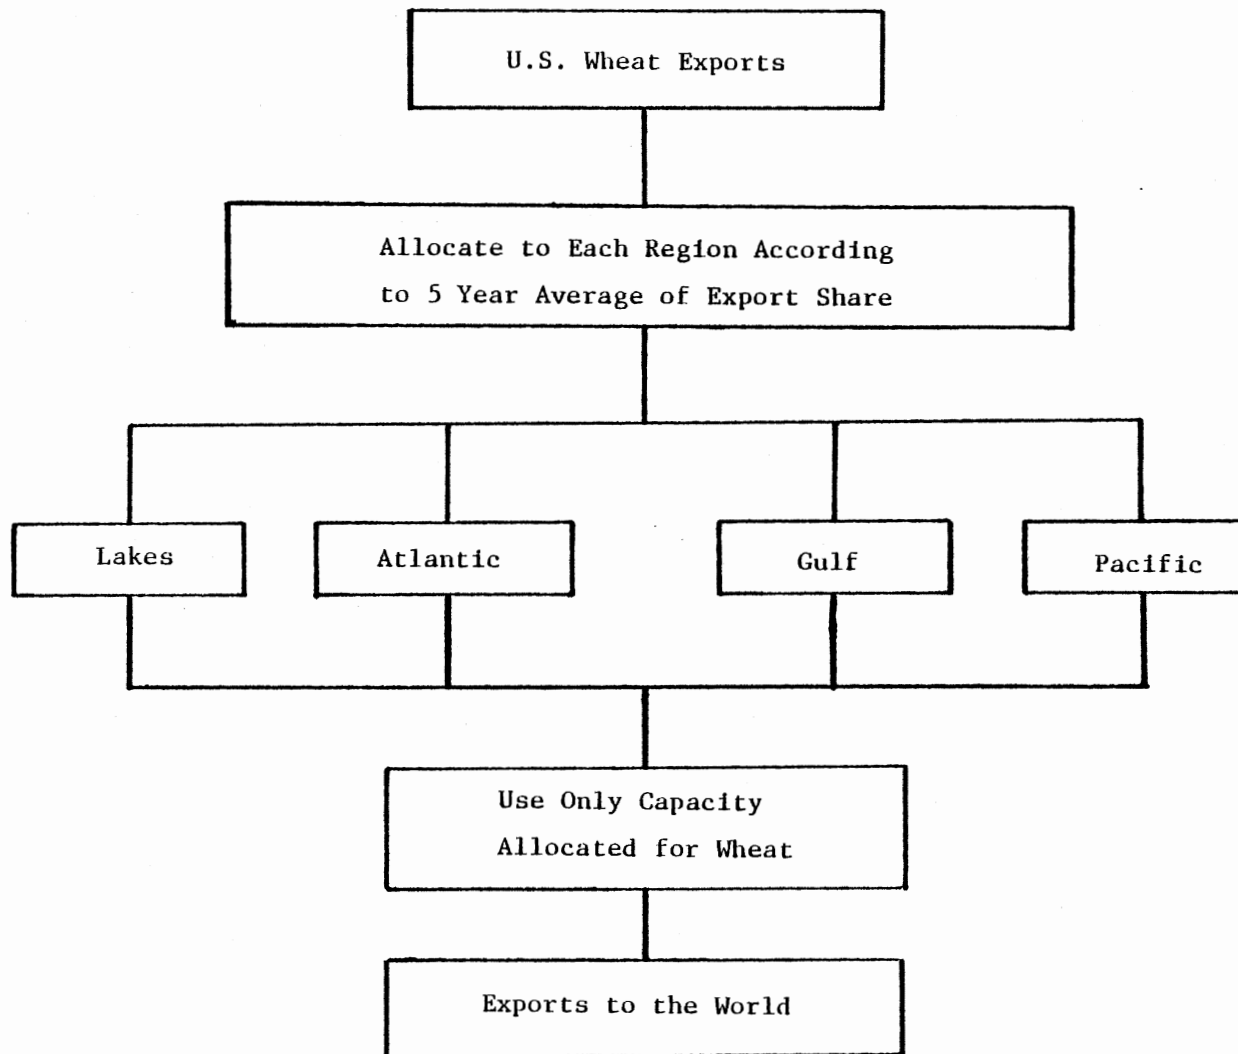 U.S. Wheat Exports
Allocate to Each Region According
to 5 Year Average of Export Share
Lakes
Atlantic
Gulf
Pacific
Use Only Capacity
Allocated for Wheat
Exports to the World